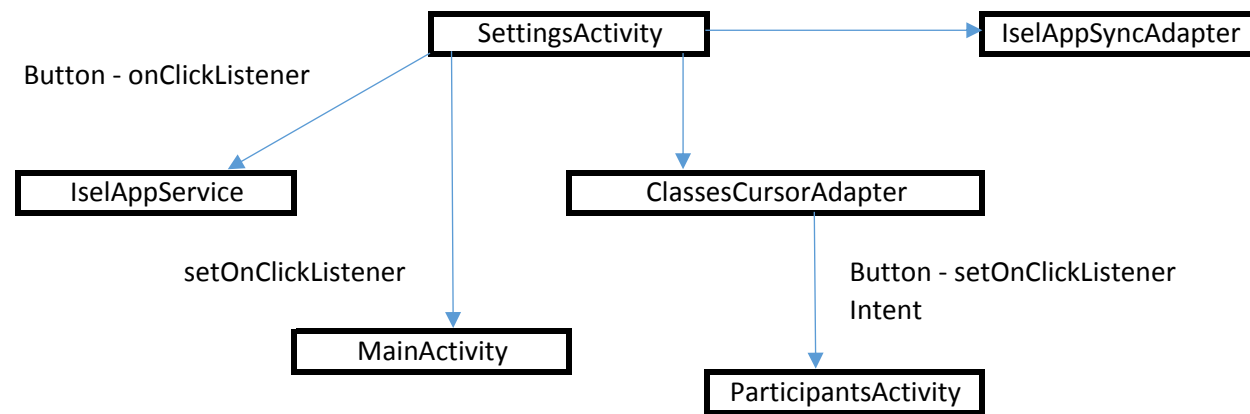 SettingsActivity
IselAppSyncAdapter
Button - onClickListener
IselAppService
ClassesCursorAdapter
setOnClickListener
Button - setOnClickListener
Intent
MainActivity
ParticipantsActivity